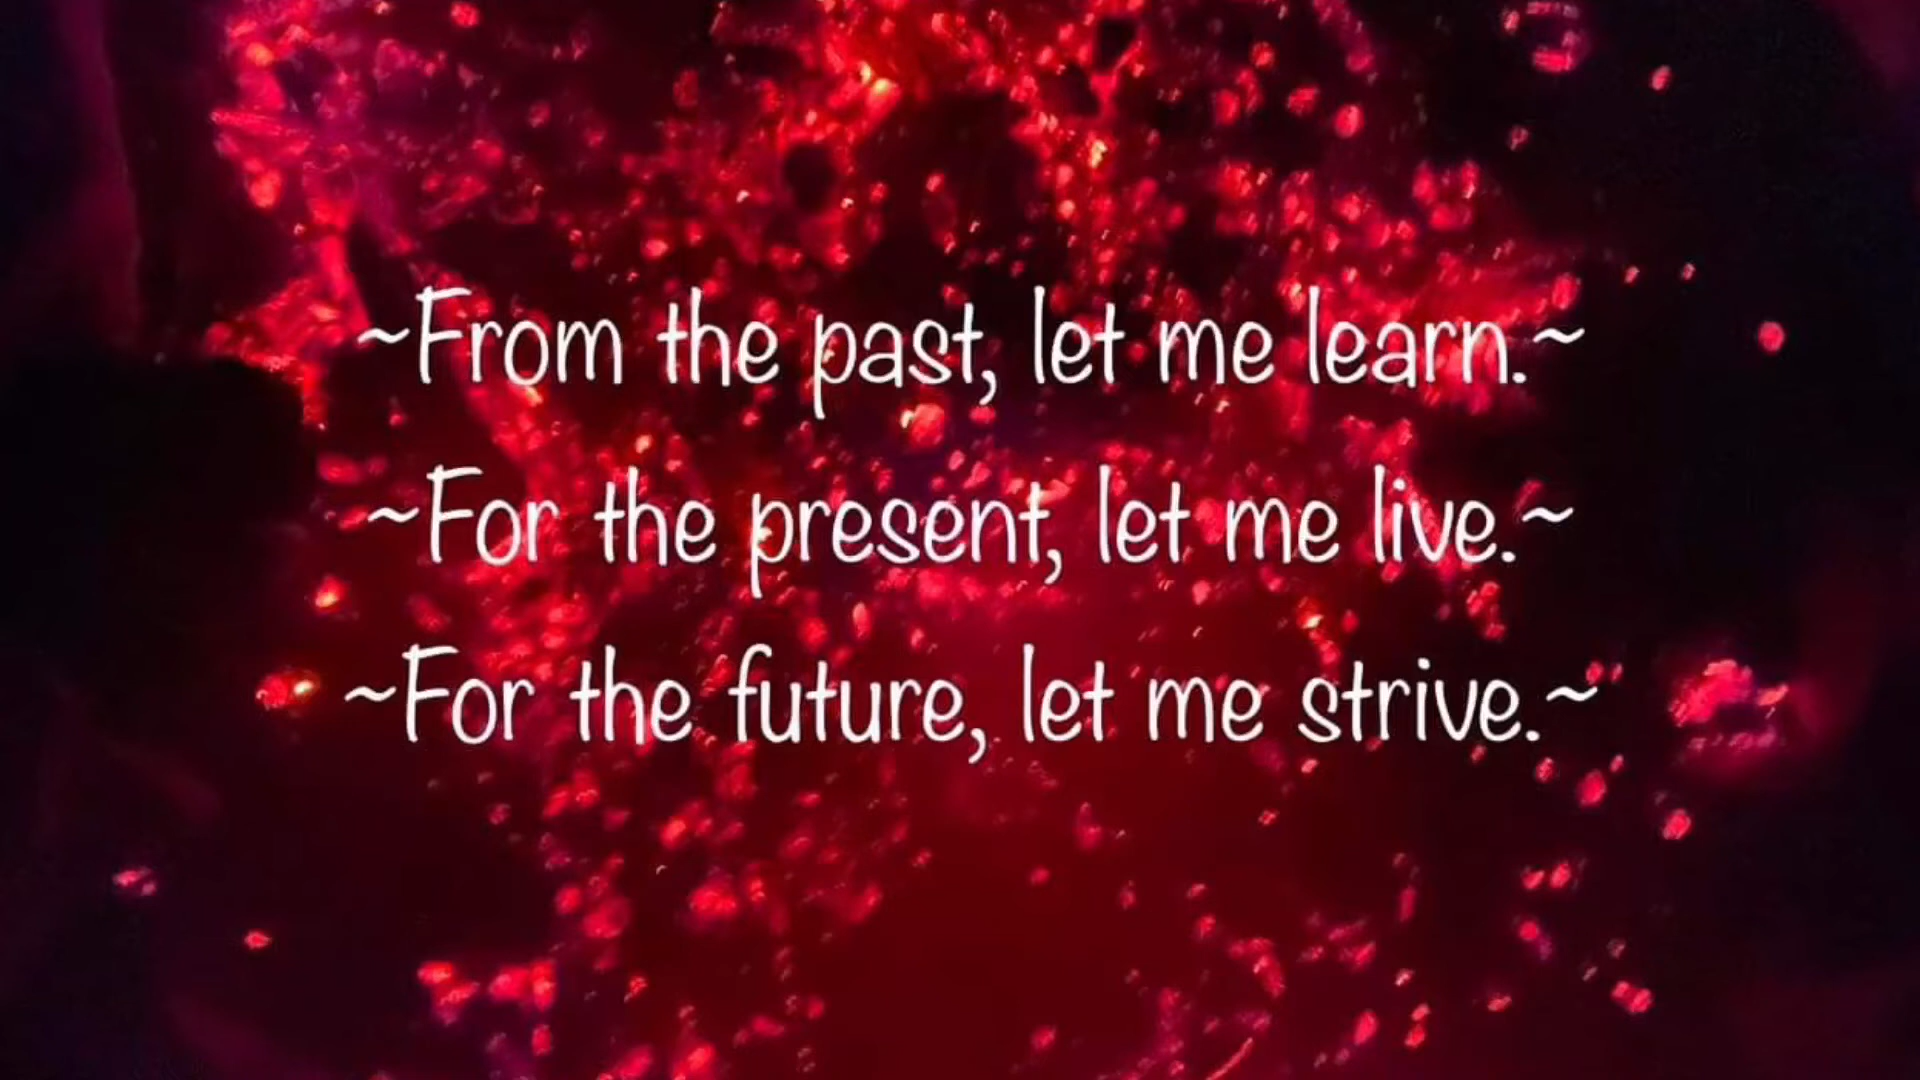 ~From the past, let me learn.~
~For the present, let me live.~
~For the future, let me strive.~